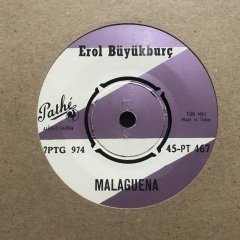 Erol Büyükburç
Pathé
7PTG 974
45-PT 467
MALAGUENA